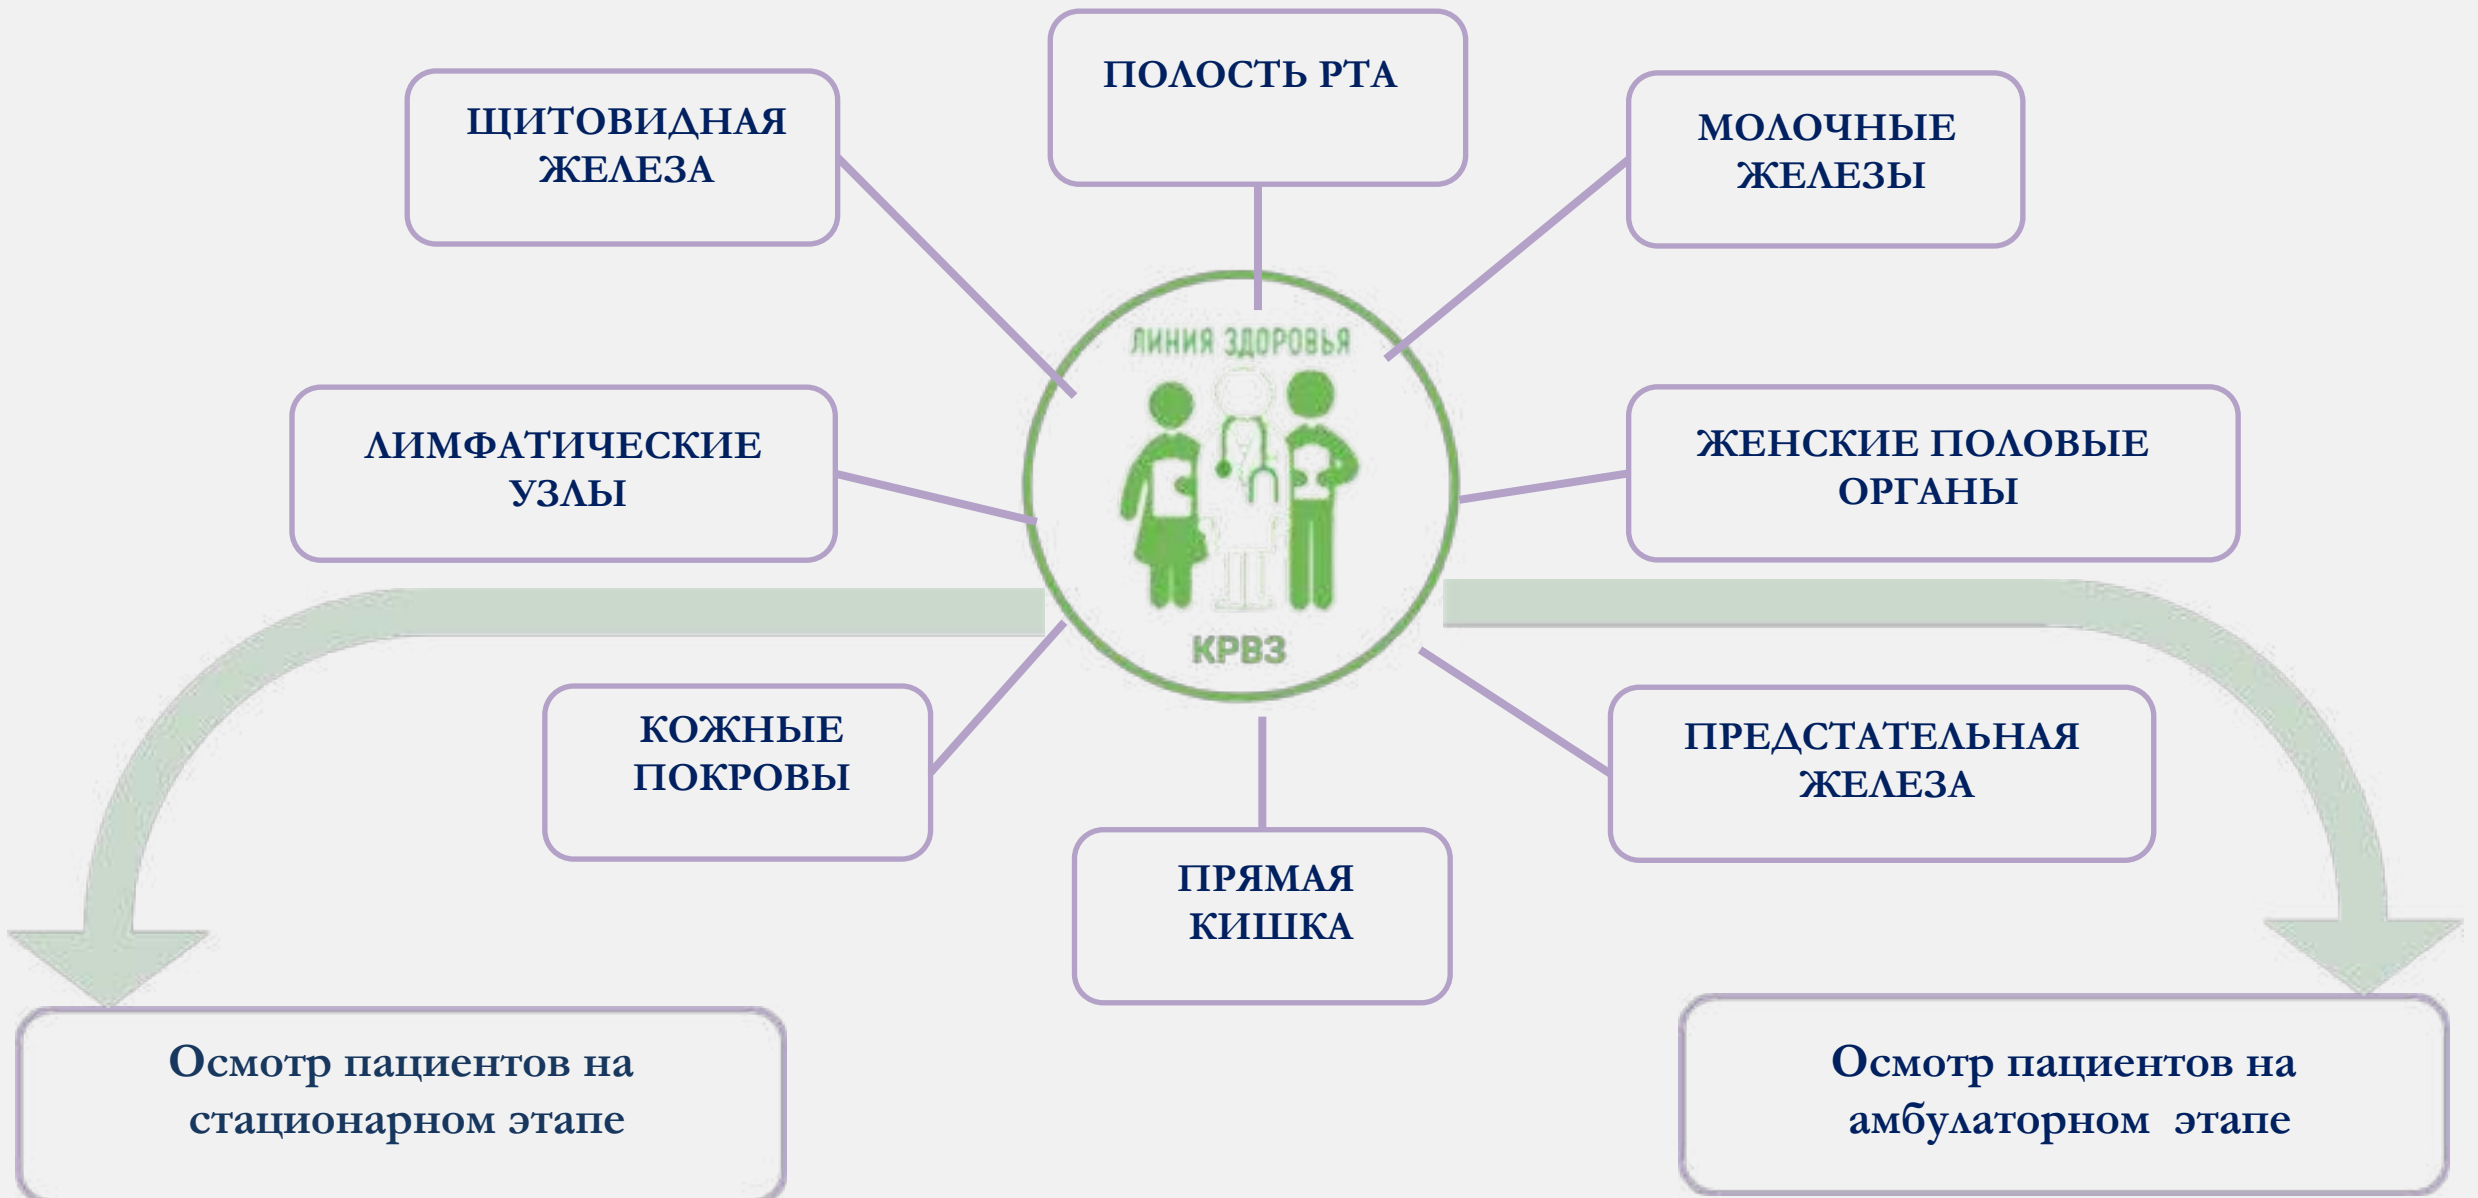 ПОЛОСТЬ РТА
ЩИТОВИДНАЯ
ЖЕЛЕЗА
МОЛОЧНЫЕ
ЖЕЛЕЗЫ
ЛИНИЯ ЗДОРОВЬЯ
КРВЗ
ЛИМФАТИЧЕСКИЕ
УЗЛЫ
ЖЕНСКИЕ ПОЛОВЫЕ
ОРГАНЫ
КОЖНЫЕ
ПОКРОВЫ
ПРЕДСТАТЕЛЬНАЯ
ЖЕЛЕЗА
ПРЯМАЯ
КИШКА
Осмотр пациентов на
стационарном этапе
Осмотр пациентов на
амбулаторном этапе